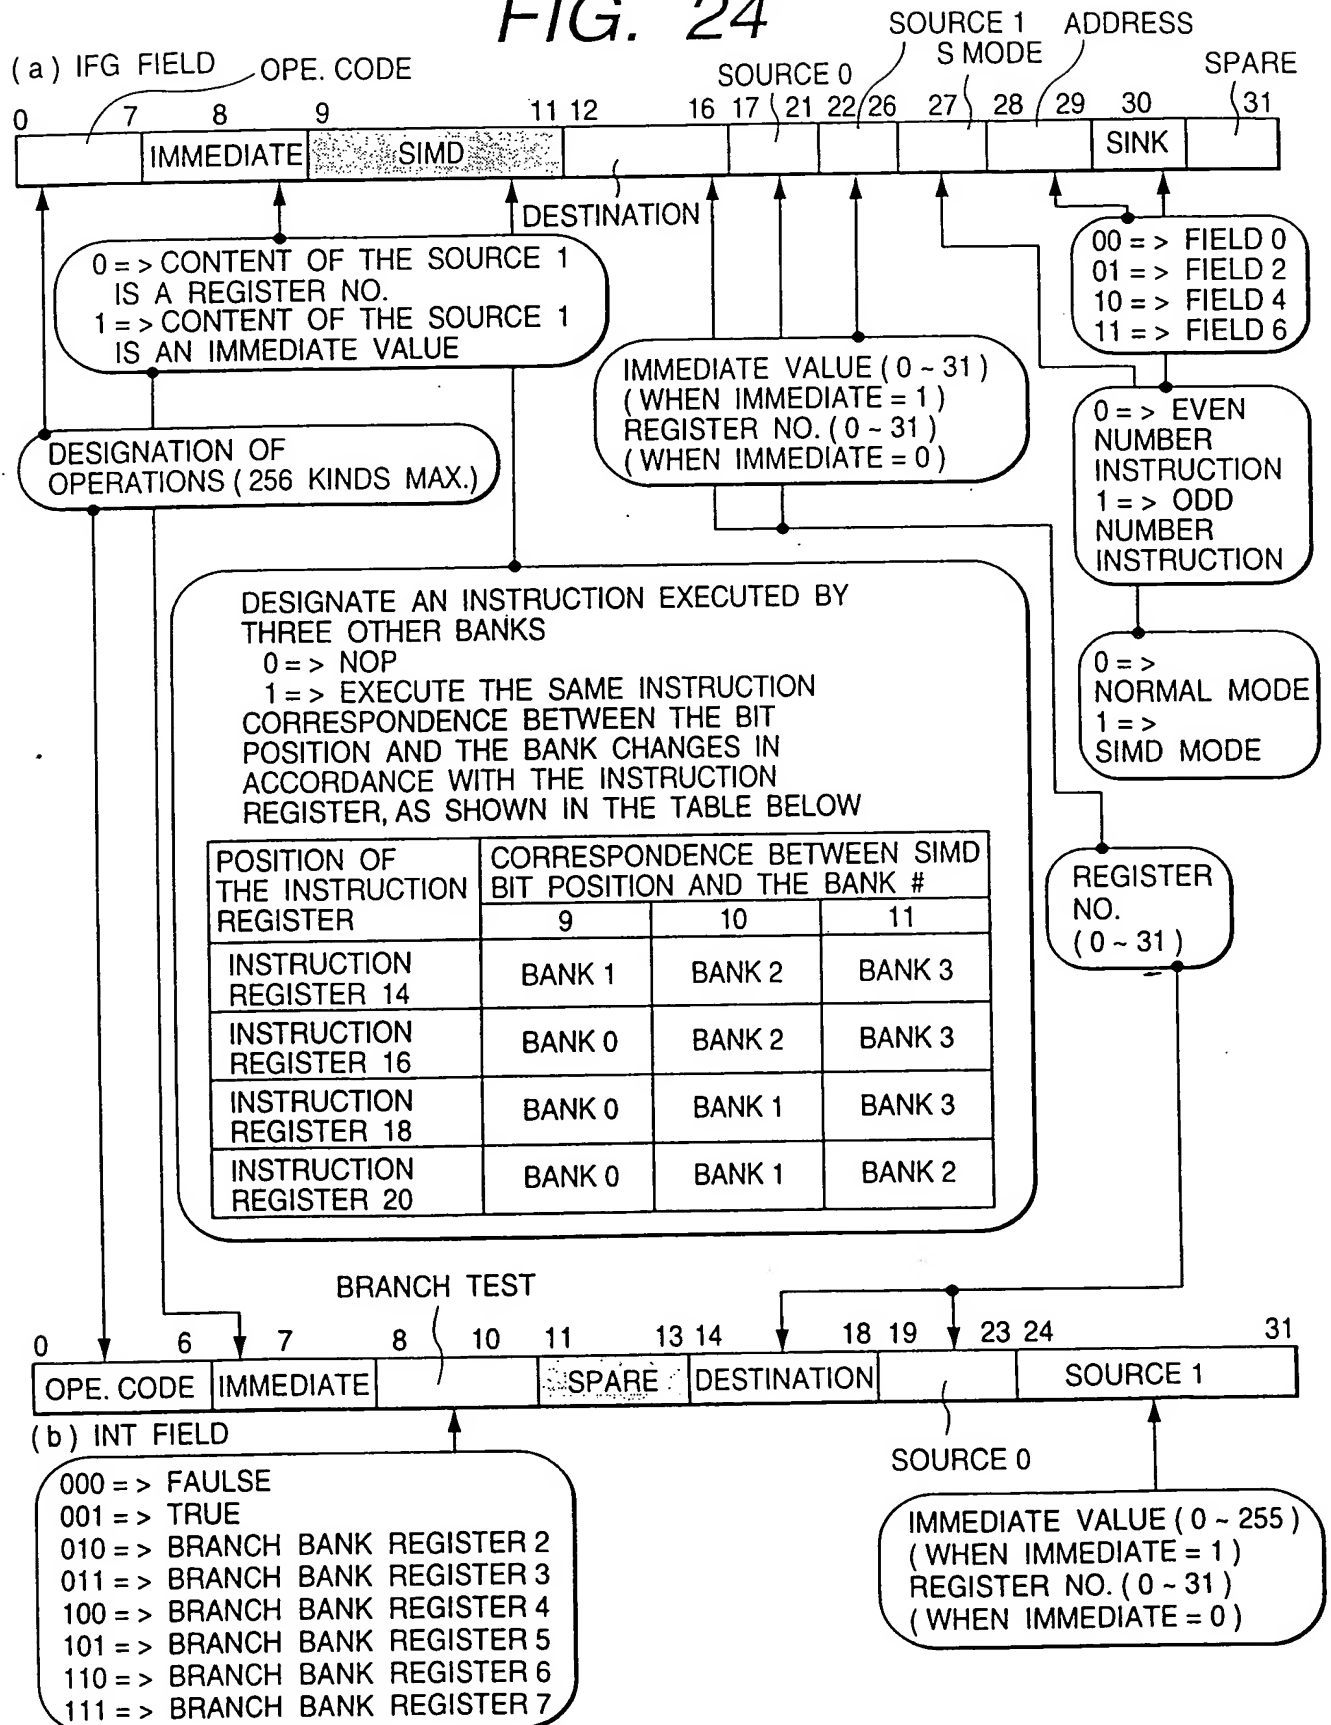 FIG. 24
(a) IFG FIELD
OPE. CODE
SOURCE 0
SOURCE 1
S MODE
ADDRESS
SPARE
0 7 8 9 11 12 16 17 21 22 26 27 28 29 30 31
IMMEDIATE SIMD SINK
DESTINATION
0 = > CONTENT OF THE SOURCE 1
IS A REGISTER NO.
1 = > CONTENT OF THE SOURCE 1
IS AN IMMEDIATE VALUE
00 = > FIELD 0
01 = > FIELD 2
10 = > FIELD 4
11 = > FIELD 6
IMMEDIATE VALUE ( 0 ~ 31 )
( WHEN IMMEDIATE = 1 )
REGISTER NO. ( 0 ~ 31 )
( WHEN IMMEDIATE = 0 )
0 = > EVEN
NUMBER
INSTRUCTION
1 = > ODD
NUMBER
INSTRUCTION
DESIGNATION OF
OPERATIONS ( 256 KINDS MAX.)
DESIGNATE AN INSTRUCTION EXECUTED BY
THREE OTHER BANKS
0 = > NOP
1 = > EXECUTE THE SAME INSTRUCTION
CORRESPONDENCE BETWEEN THE BIT
POSITION AND THE BANK CHANGES IN
ACCORDANCE WITH THE INSTRUCTION
REGISTER, AS SHOWN IN THE TABLE BELOW
0 = >
NORMAL MODE
1 = >
SIMD MODE
POSITION OF
THE INSTRUCTION
REGISTER
CORRESPONDENCE BETWEEN SIMD
BIT POSITION AND THE BANK #
9 10 11
INSTRUCTION
REGISTER 14
BANK 1 BANK 2 BANK 3
INSTRUCTION
REGISTER 16
BANK 0 BANK 2 BANK 3
INSTRUCTION
REGISTER 18
BANK 0 BANK 1 BANK 3
INSTRUCTION
REGISTER 20
BANK 0 BANK 1 BANK 2
REGISTER
NO.
( 0 ~ 31 )
BRANCH TEST
0 6 7 8 10 11 13 14 18 19 23 24 31
OPE. CODE IMMEDIATE SPARE DESTINATION SOURCE 1
(b) INT FIELD
SOURCE 0
000 = > FAULSE
001 = > TRUE
010 = > BRANCH BANK REGISTER 2
011 = > BRANCH BANK REGISTER 3
100 = > BRANCH BANK REGISTER 4
101 = > BRANCH BANK REGISTER 5
110 = > BRANCH BANK REGISTER 6
111 = > BRANCH BANK REGISTER 7
IMMEDIATE VALUE ( 0 ~ 255 )
( WHEN IMMEDIATE = 1 )
REGISTER NO. ( 0 ~ 31 )
( WHEN IMMEDIATE = 0 )